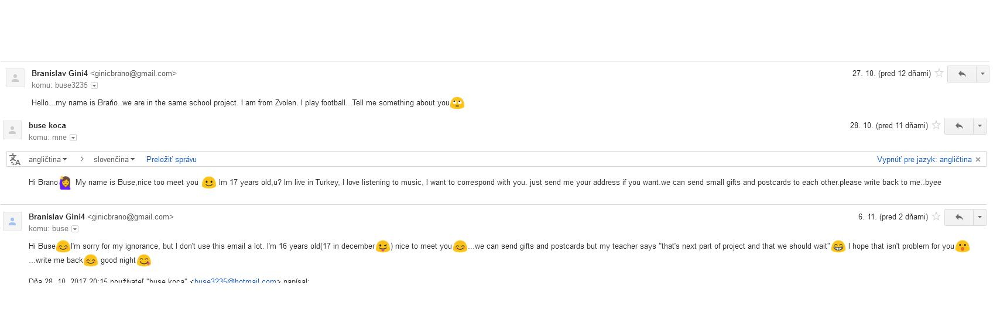 Branislav Gini4 <ginicbrano@gmail.com> 27. 10. (pred 12 dňami)
komu: buse3235
Hello...my name is Braňo..we are in the same school project. I am from Zvolen. I play football...Tell me something about you🙄
buse koca 28. 10. (pred 11 dňami)
komu: mne
angličtina > slovenčina Preložiť správu Vypnúť pre jazyk: angličtina ×
Hi Brano🙋 My name is Buse,nice too meet you 🙂 Im 17 years old,u? Im live in Turkey, I love listening to music, I want to correspond with you. just send me your address if you want.we can send small gifts and postcards to each other.please write back to me..byee
Branislav Gini4 <ginicbrano@gmail.com> 6. 11. (pred 2 dňami)
komu: buse
Hi Buse😊I'm sorry for my ignorance, but I don't use this email a lot. I'm 16 years old(17 in december😜) nice to meet you😊...we can send gifts and postcards but my teacher says "that's next part of project and that we should wait"😁 I hope that isn't problem for you😮
...write me back😊 good night😋
Dňa 28. 10. 2017 20:15 používateľ "buse koca" <buse3235@hotmail.com> napísal: